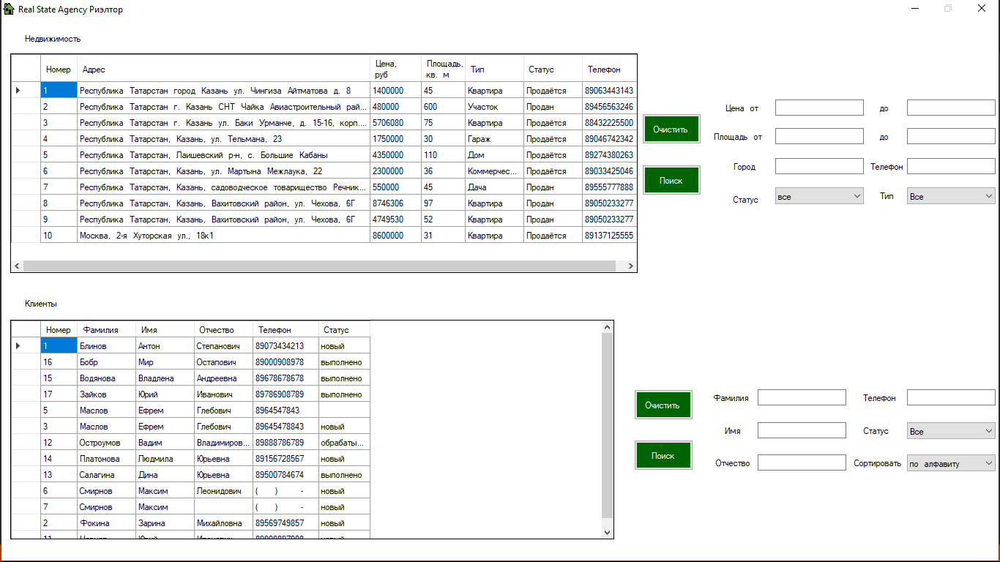 Real State Agency Риэлтор
Недвижимость
Номер Адрес Цена, руб Площадь, кв. м Тип Статус Телефон
1 Республика Татарстан город Казань ул. Чингиза Айтматова д. 8 1400000 45 Квартира Продаётся 89063443143
2 Республика Татарстан г. Казань СНТ Чайка Авиастроительный рай... 480000 600 Участок Продан 89456563246
3 Республика Татарстан г. Казань ул. Баки Урманче, д. 15-16, корп.... 5706080 75 Квартира Продаётся 88432225500
4 Республика Татарстан, Казань, ул. Тельмана, 23 1750000 30 Гараж Продаётся 89046742342
5 Республика Татарстан, Лаишевский р-н, с. Большие Кабаны 4350000 110 Дом Продаётся 89274380263
6 Республика Татарстан, Казань, ул. Мартына Межлаука, 22 2300000 36 Коммерчес... Продаётся 89033425046
7 Республика Татарстан, Казань, садоводческое товарищество Речник... 550000 45 Дача Продаётся 89555777888
8 Республика Татарстан, Казань, Вахитовский район, ул. Чехова, 6Г 8746306 97 Квартира Продан 89050233277
9 Республика Татарстан, Казань, Вахитовский район, ул. Чехова, 6Г 4749530 52 Квартира Продан 89050233277
10 Москва, 2-я Хуторская ул., 18к1 8600000 31 Квартира Продаётся 89137125555
Очистить
Поиск
Цена от до
Площадь от до
Город Телефон
Статус все Тип Все
Клиенты
Номер Фамилия Имя Отчество Телефон Статус
1 Блинов Антон Степанович 89073434213 новый
16 Бобр Мир Остапович 89000908978 выполнено
15 Водянова Владлена Андреевна 89678678678 выполнено
17 Зайков Юрий Иванович 89786908789 выполнено
5 Маслов Ефрем Глебович 8964547843
3 Маслов Ефрем Глебович 89645478843 новый
12 Остроумов Вадим Владимиров... 89888786789 обрабаты...
14 Платонова Людмила Юрьевна 89156728567 новый
13 Салагина Дина Юрьевна 89500784674 выполнено
6 Смирнов Максим Леонидович ( ) - новый
7 Смирнов Максим ( ) - новый
2 Фокина Зарина Михайловна 89569749857 новый
Очистить
Поиск
Фамилия Телефон
Имя Статус Все
Отчество Сортировать по алфавиту